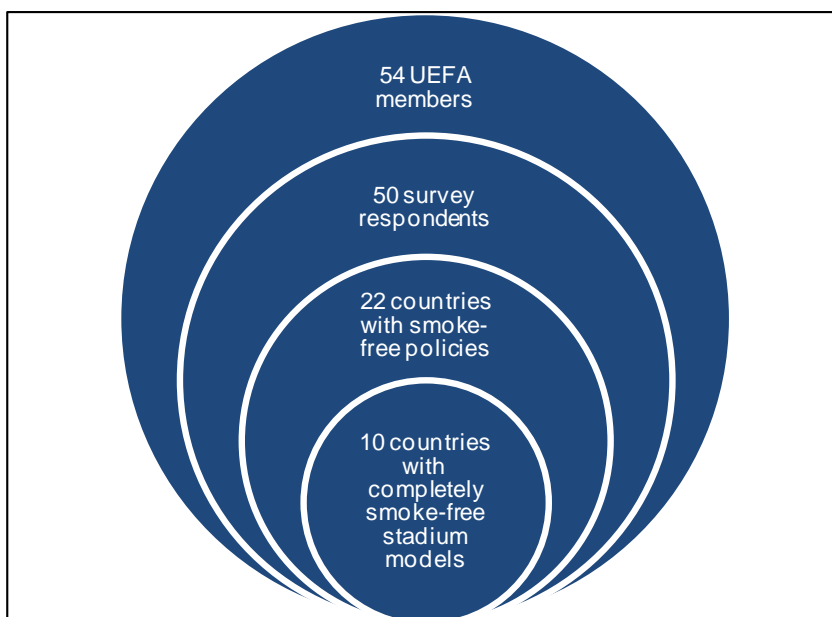 54 UEFA
members
50 survey
respondents
22 countries
with smoke-
free policies
10 countries
with
completely
smoke-free
stadium
models